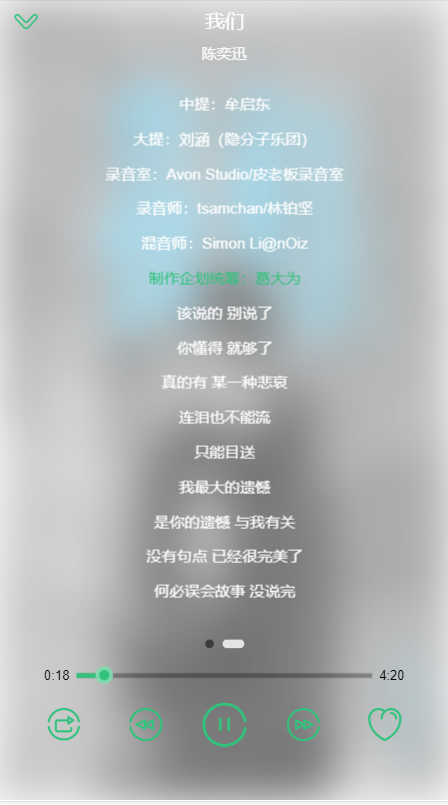 我们
陈奕迅
中提：牟启东
大提：刘涵（隐分子乐团）
录音室：Avon Studio/皮老板录音室
录音师：tsamchan/林铂坚
混音师：Simon Li@nOiz
制作企划统筹：葛大为
该说的 别说了
你懂得 就够了
真的有 某一种悲哀
连泪也不能流
只能目送
我最大的遗憾
是你的遗憾 与我有关
没有句点 已经很完美了
何必误会故事 没说完
0:18 4:20